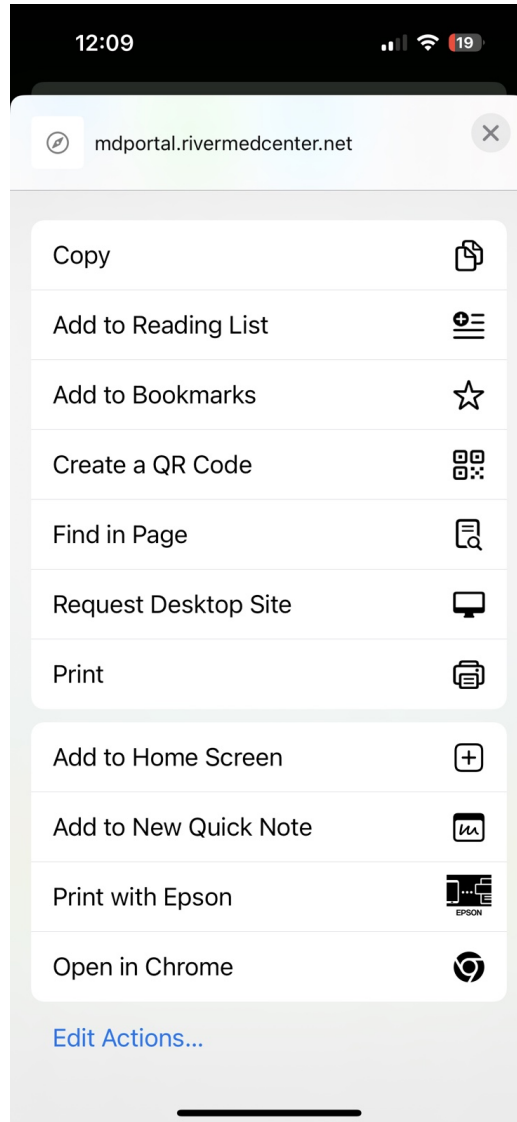 12:09
19
mdportal.rivermedcenter.net
Copy
Add to Reading List
Add to Bookmarks
Create a QR Code
Find in Page
Request Desktop Site
Print
Add to Home Screen
Add to New Quick Note
Print with Epson
EPSON
Open in Chrome
Edit Actions...